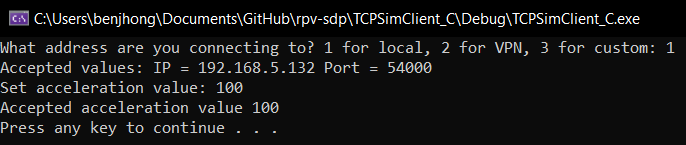 C:\Users\benjhong\Documents\GitHub\rpv-sdp\TCPSimClient_C\Debug\TCPSimClient_C.exe
What address are you connecting to? 1 for local, 2 for VPN, 3 for custom: 1
Accepted values: IP = 192.168.5.132 Port = 54000
Set acceleration value: 100
Accepted acceleration value 100
Press any key to continue . . .